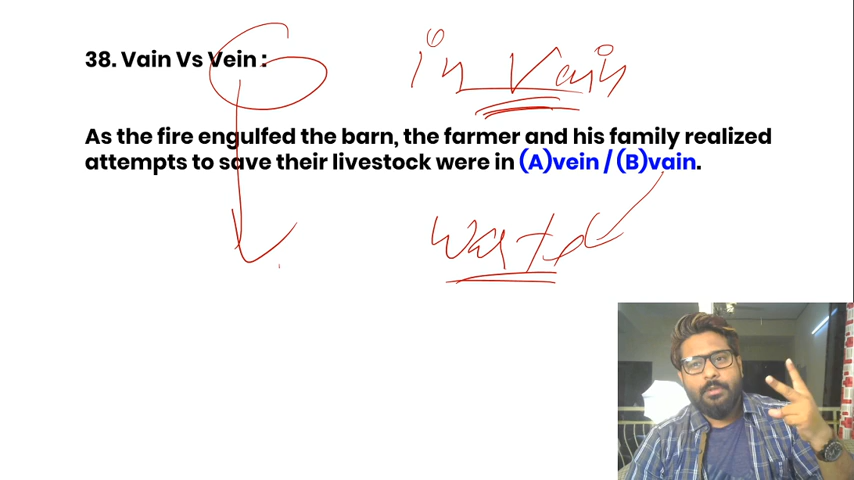 38. Vain Vs Vein :
in Vain
As the fire engulfed the barn, the farmer and his family realized
attempts to save their livestock were in (A)vein / (B)vain.
waste